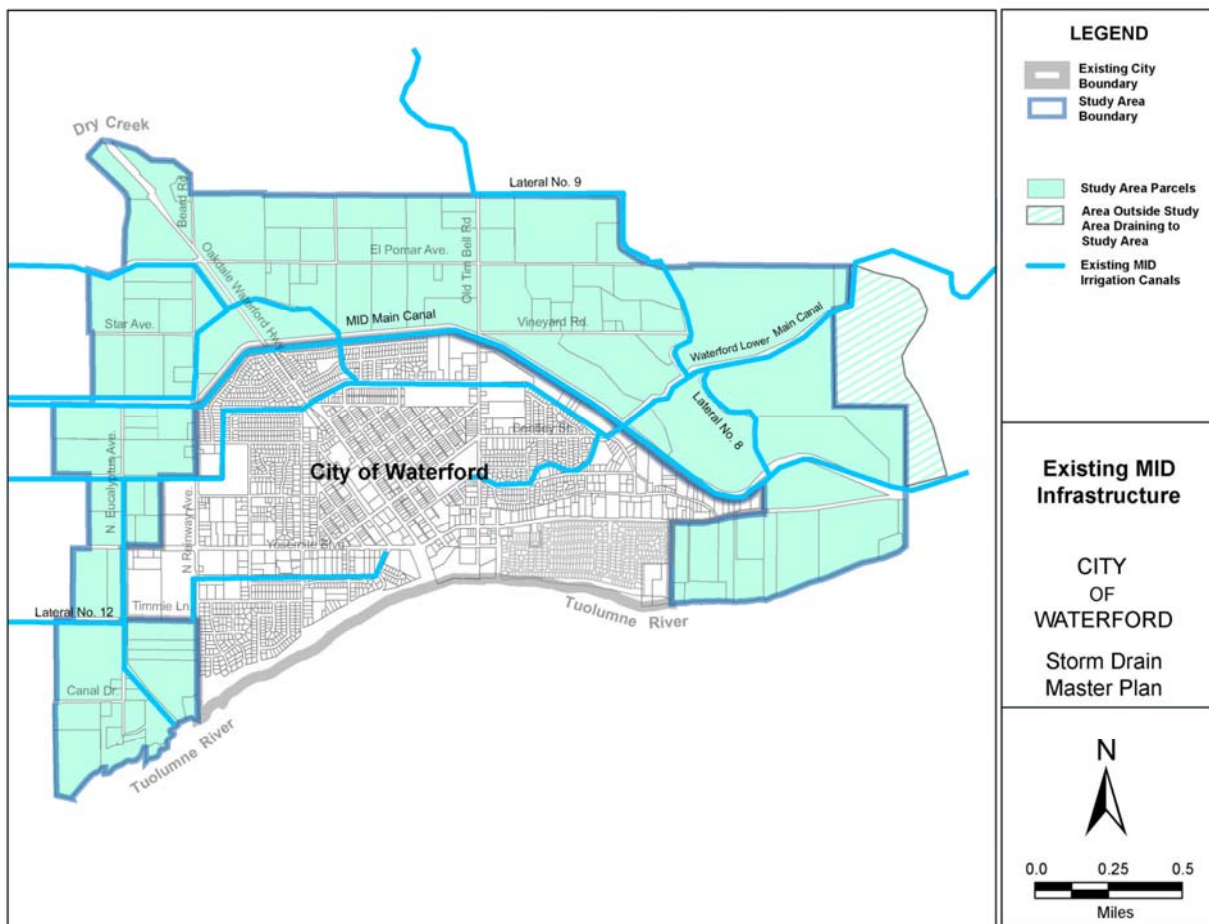 Dry Creek
Beard Rd.
Lateral No. 9
Oakdale Waterford Hwy.
El Pomar Ave.
Old Tim Bell Rd
Star Ave.
MID Main Canal
Vineyard Rd.
Waterford Lower Main Canal
Lateral No. 8
Bentley St.
City of Waterford
N. Eucalyptus Ave.
N Reinway Ave.
Yosemite Blvd.
Lateral No. 12
Timmie Ln.
Tuolumne River
Canal Dr.
Tuolumne River
LEGEND
Existing City
Boundary
Study Area
Boundary
Study Area Parcels
Area Outside Study
Area Draining to
Study Area
Existing MID
Irrigation Canals
Existing MID
Infrastructure
CITY
OF
WATERFORD
Storm Drain
Master Plan
N
0.0 0.25 0.5
Miles